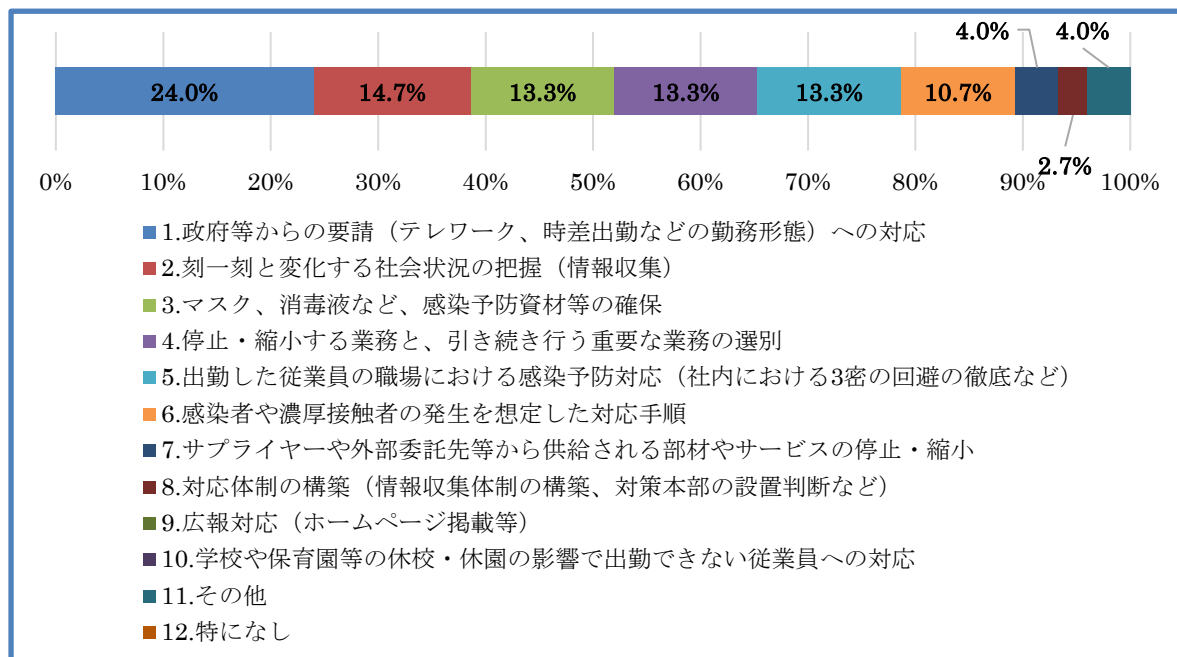 4.0% 4.0%
24.0% 14.7% 13.3% 13.3% 13.3% 10.7%
2.7%
0% 10% 20% 30% 40% 50% 60% 70% 80% 90% 100%
1.政府等からの要請（テレワーク、時差出勤などの勤務形態）への対応
2.刻一刻と変化する社会状況の把握（情報収集）
3.マスク、消毒液など、感染予防資材等の確保
4.停止・縮小する業務と、引き続き行う重要な業務の選別
5.出勤した従業員の職場における感染予防対応（社内における3密の回避の徹底など）
6.感染者や濃厚接触者の発生を想定した対応手順
7.サプライヤーや外部委託先等から供給される部材やサービスの停止・縮小
8.対応体制の構築（情報収集体制の構築、対策本部の設置判断など）
9.広報対応（ホームページ掲載等）
10.学校や保育園等の休校・休園の影響で出勤できない従業員への対応
11.その他
12.特になし